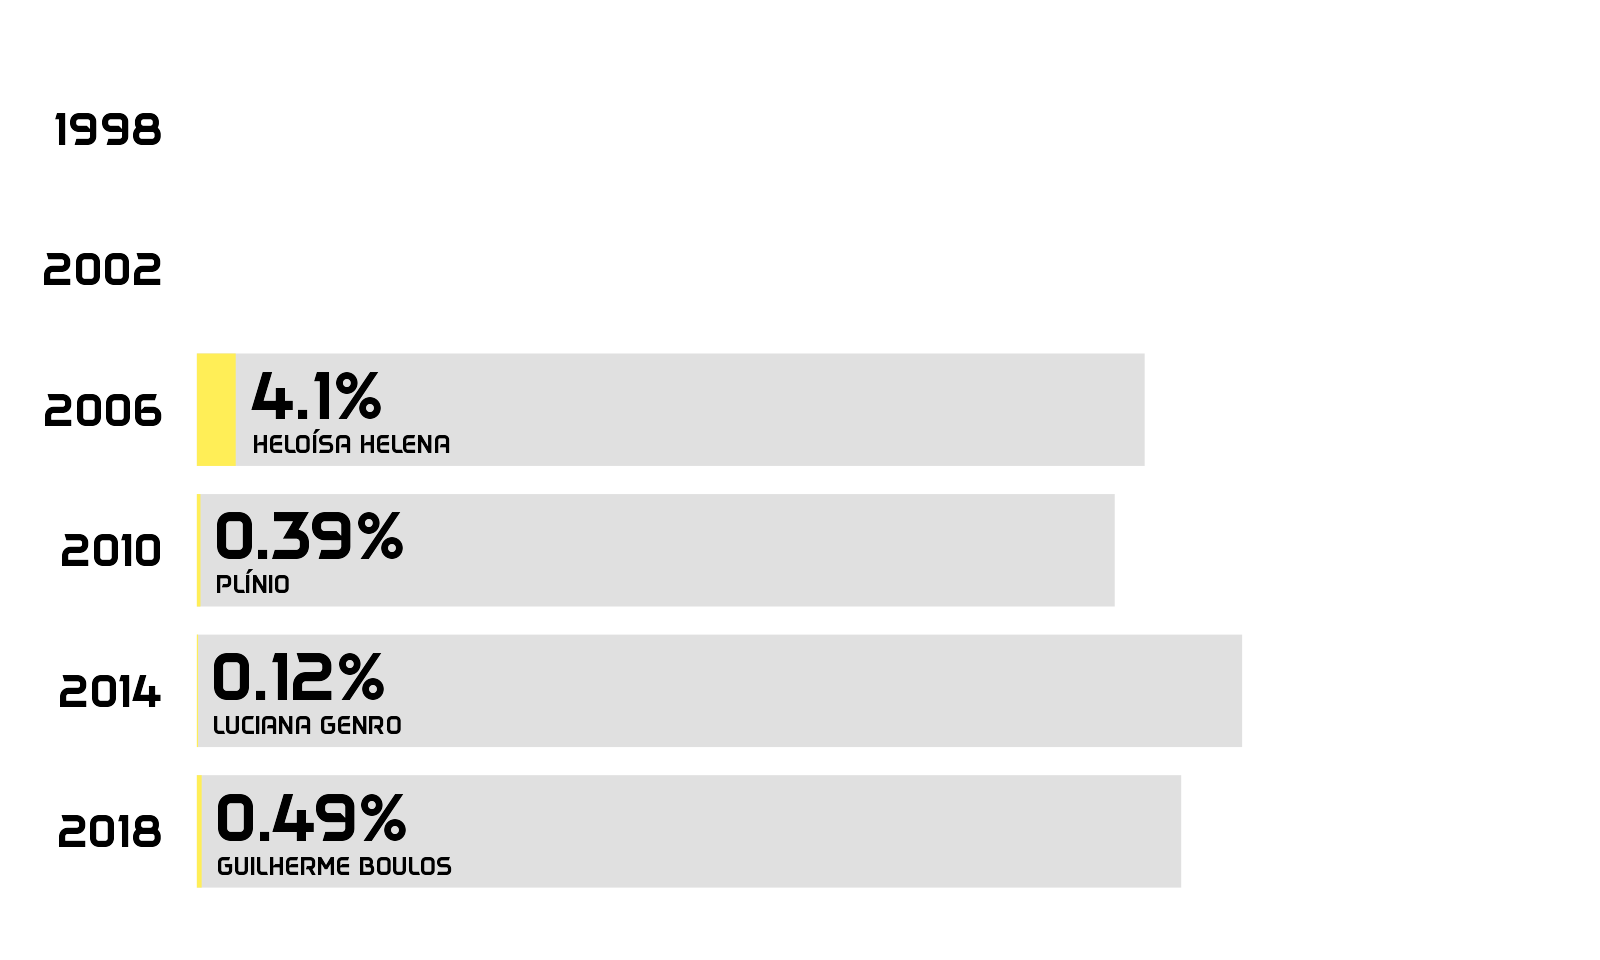 1998
2002
2006
4.1%
HELOÍSA HELENA
2010
0.39%
PLÍNIO
2014
0.12%
LUCIANA GENRO
2018
0.49%
GUILHERME BOULOS